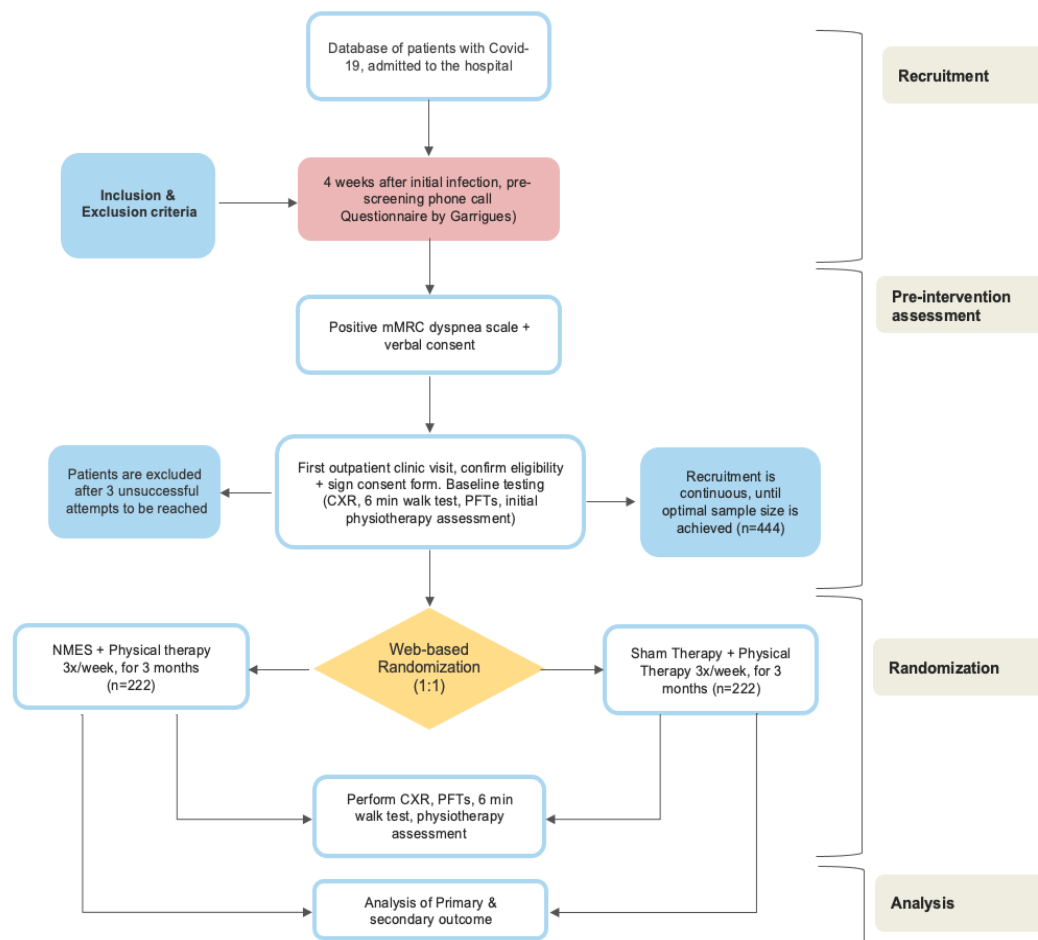 Database of patients with Covid-
19, admitted to the hospital
Recruitment
Inclusion &
Exclusion criteria
4 weeks after initial infection, pre-
screening phone call
Questionnaire by Garrigues)
Pre-intervention
assessment
Positive mMRC dyspnea scale +
verbal consent
Patients are excluded
after 3 unsuccessful
attempts to be reached
First outpatient clinic visit, confirm eligibility
+ sign consent form. Baseline testing
(CXR, 6 min walk test, PFTs, initial
physiotherapy assessment)
Recruitment is
continuous, until
optimal sample size is
achieved (n=444)
NMES + Physical therapy
3x/week, for 3 months
(n=222)
Web-based
Randomization
(1:1)
Sham Therapy + Physical
Therapy 3x/week, for 3
months (n=222)
Randomization
Perform CXR, PFTs, 6 min
walk test, physiotherapy
assessment
Analysis of Primary &
secondary outcome
Analysis